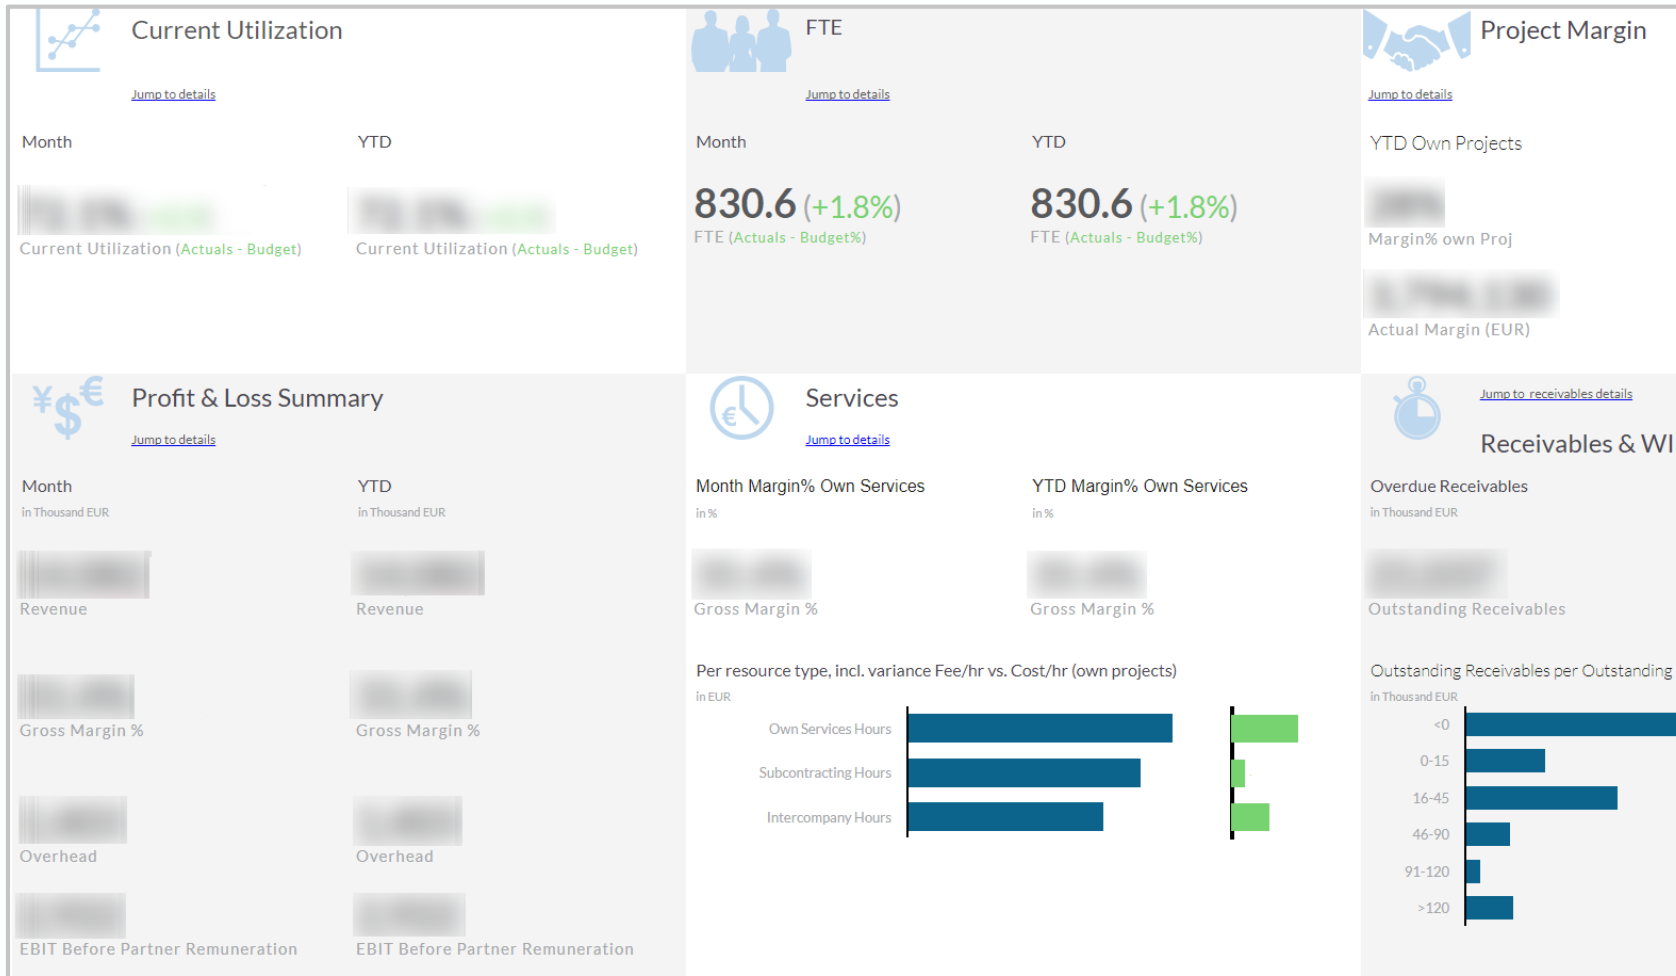 Current Utilization
Jump to details
Month
YTD
Current Utilization (Actuals - Budget)
Current Utilization (Actuals - Budget)
FTE
Jump to details
Month
YTD
830.6 (+1.8%)
830.6 (+1.8%)
FTE (Actuals - Budget%)
FTE (Actuals - Budget%)
Project Margin
Jump to details
YTD Own Projects
Margin% own Proj
Actual Margin (EUR)
¥$€
Profit & Loss Summary
Jump to details
Month
YTD
in Thousand EUR
in Thousand EUR
Revenue
Revenue
Gross Margin %
Gross Margin %
Overhead
Overhead
EBIT Before Partner Remuneration
EBIT Before Partner Remuneration
€
Services
Jump to details
Month Margin% Own Services
YTD Margin% Own Services
in %
in %
Gross Margin %
Gross Margin %
Per resource type, incl. variance Fee/hr vs. Cost/hr (own projects)
in EUR
Own Services Hours
Subcontracting Hours
Intercompany Hours
Jump to receivables details
Receivables & WI
Overdue Receivables
in Thousand EUR
Outstanding Receivables
Outstanding Receivables per Outstanding
in Thousand EUR
<0
0-15
16-45
46-90
91-120
>120